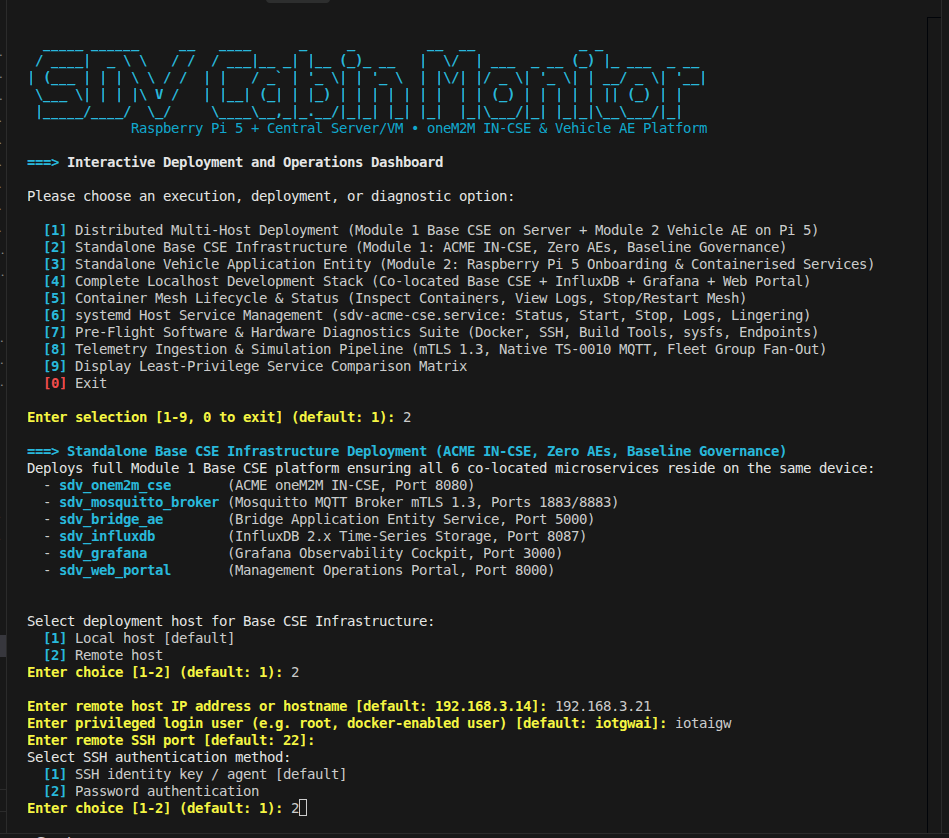 SDV Cabin Monitor
Raspberry Pi 5 + Central Server/VM • oneM2M IN-CSE & Vehicle AE Platform
===> Interactive Deployment and Operations Dashboard
Please choose an execution, deployment, or diagnostic option:
[1] Distributed Multi-Host Deployment (Module 1 Base CSE on Server + Module 2 Vehicle AE on Pi 5)
[2] Standalone Base CSE Infrastructure (Module 1: ACME IN-CSE, Zero AEs, Baseline Governance)
[3] Standalone Vehicle Application Entity (Module 2: Raspberry Pi 5 Onboarding & Containerised Services)
[4] Complete Localhost Development Stack (Co-located Base CSE + InfluxDB + Grafana + Web Portal)
[5] Container Mesh Lifecycle & Status (Inspect Containers, View Logs, Stop/Restart Mesh)
[6] systemd Host Service Management (sdv-acme-cse.service: Status, Start, Stop, Logs, Lingering)
[7] Pre-Flight Software & Hardware Diagnostics Suite (Docker, SSH, Build Tools, sysfs, Endpoints)
[8] Telemetry Ingestion & Simulation Pipeline (mTLS 1.3, Native TS-0010 MQTT, Fleet Group Fan-Out)
[9] Display Least-Privilege Service Comparison Matrix
[0] Exit
Enter selection [1-9, 0 to exit] (default: 1): 2
===> Standalone Base CSE Infrastructure Deployment (ACME IN-CSE, Zero AEs, Baseline Governance)
Deploys full Module 1 Base CSE platform ensuring all 6 co-located microservices reside on the same device:
- sdv_onem2m_cse (ACME oneM2M IN-CSE, Port 8080)
- sdv_mosquitto_broker (Mosquitto MQTT Broker mTLS 1.3, Ports 1883/8883)
- sdv_bridge_ae (Bridge Application Entity Service, Port 5000)
- sdv_influxdb (InfluxDB 2.x Time-Series Storage, Port 8087)
- sdv_grafana (Grafana Observability Cockpit, Port 3000)
- sdv_web_portal (Management Operations Portal, Port 8000)
Select deployment host for Base CSE Infrastructure:
[1] Local host [default]
[2] Remote host
Enter choice [1-2] (default: 1): 2
Enter remote host IP address or hostname [default: 192.168.3.14]: 192.168.3.21
Enter privileged login user (e.g. root, docker-enabled user) [default: iotgwai]: iotaigw
Enter remote SSH port [default: 22]:
Select SSH authentication method:
[1] SSH identity key / agent [default]
[2] Password authentication
Enter choice [1-2] (default: 1): 2